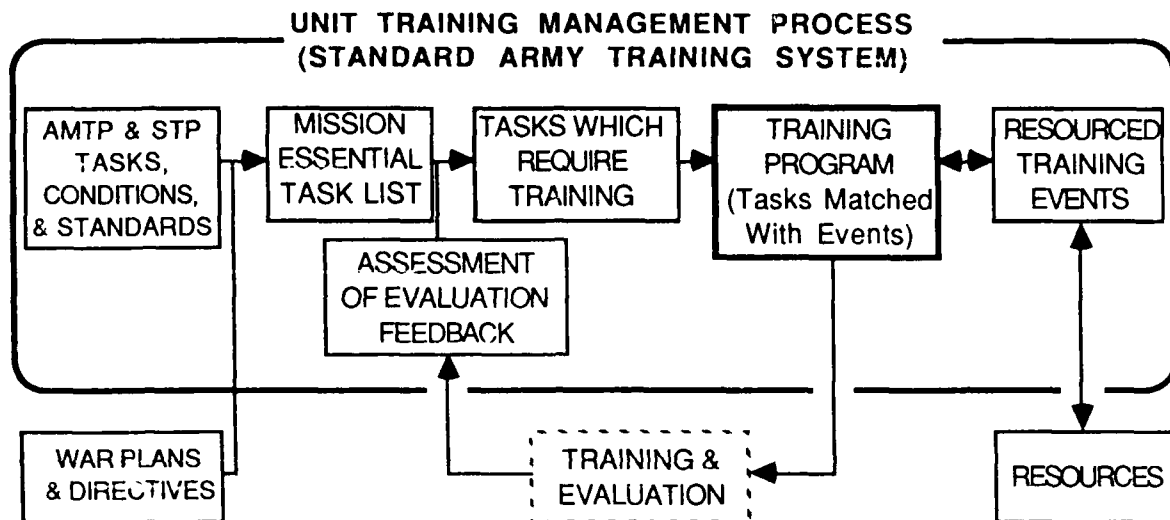 UNIT TRAINING MANAGEMENT PROCESS
(STANDARD ARMY TRAINING SYSTEM)
AMTP & STP
TASKS,
CONDITIONS,
& STANDARDS
MISSION
ESSENTIAL
TASK LIST
TASKS WHICH
REQUIRE
TRAINING
TRAINING
PROGRAM
(Tasks Matched
With Events)
RESOURCED
TRAINING
EVENTS
ASSESSMENT
OF EVALUATION
FEEDBACK
WAR PLANS
& DIRECTIVES
TRAINING &
EVALUATION
RESOURCES